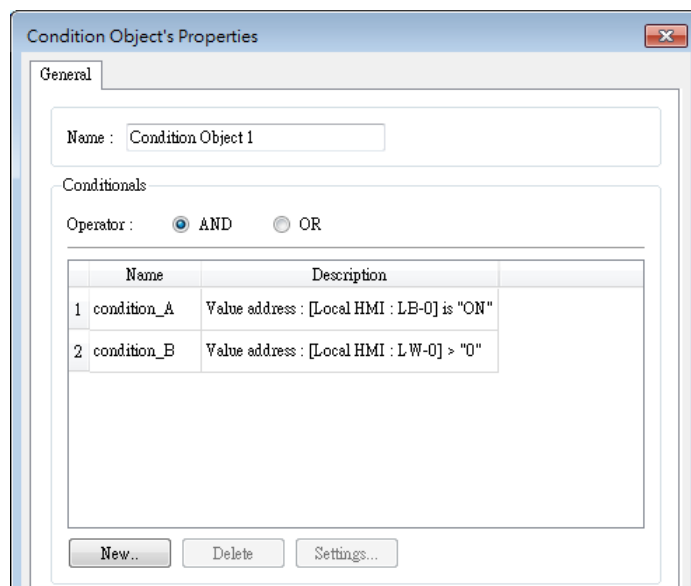 Condition Object's Properties
General
Name : Condition Object 1
Conditionals
Operator : AND OR
Name Description
1 condition_A Value address : [Local HMI : LB-0] is "ON"
2 condition_B Value address : [Local HMI : LW-0] > "0"
New.. Delete Settings...